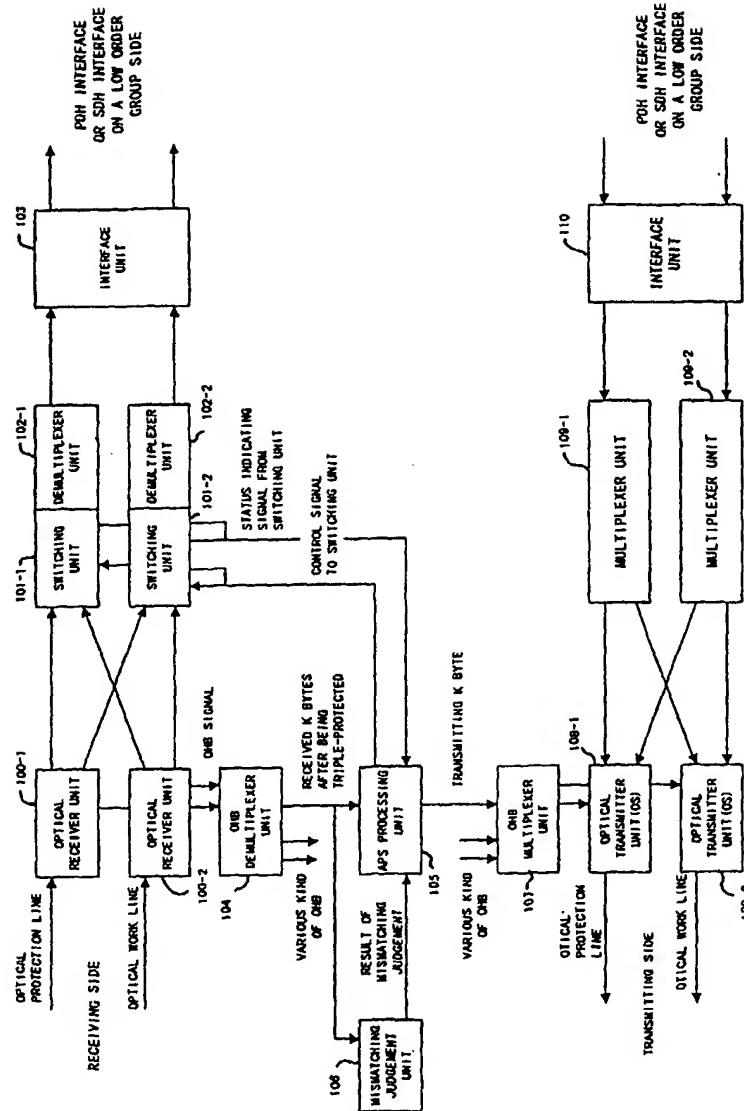 OPTICAL
PROTECTION LINE
RECEIVING SIDE
OPTICAL WORK LINE
100-1
OPTICAL
RECEIVER UNIT
OPTICAL
RECEIVER UNIT
100-2
101-1
SWITCHING
UNIT
102-1
DEMULTIPLEXER
UNIT
SWITCHING
UNIT
101-2
DEMULTIPLEXER
UNIT
102-2
103
INTERFACE
UNIT
PDH INTERFACE
OR SDH INTERFACE
ON A LOW ORDER
GROUP SIDE
OHB SIGNAL
OHB
DEMULTIPLEXER
UNIT
104
VARIOUS KIND
OF OHB
RECEIVED K BYTES
AFTER BEING
TRIPLE-PROTECTED
STATUS INDICATING
SIGNAL FROM
SWITCHING UNIT
CONTROL SIGNAL
TO SWITCHING UNIT
106
MISMATCHING
JUDGEMENT
UNIT
RESULT OF
MISMATCHING
JUDGEMENT
APS PROCESSING
UNIT
105
TRANSMITTING K BYTE
VARIOUS KIND
OF OHB
OHB
MULTIPLEXER
UNIT
107
OTICAL-
PROTECTION
LINE
TRANSMITTING SIDE
OTICAL WORK LINE
108-1
OPTICAL
TRANSMITTER
UNIT(OS)
OPTICAL
TRANSMITTER
UNIT(OS)
109-1
MULTIPLEXER UNIT
MULTIPLEXER UNIT
109-2
110
INTERFACE
UNIT
PDH INTERFACE
OR SDH INTERFACE
ON A LOW ORDER
GROUP SIDE